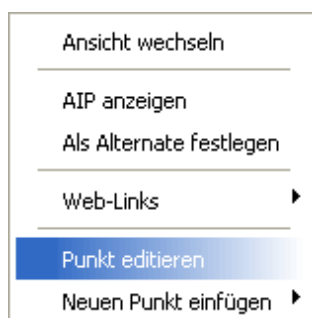 Ansicht wechseln
AIP anzeigen
Als Alternate festlegen
Web-Links
Punkt editieren
Neuen Punkt einfügen